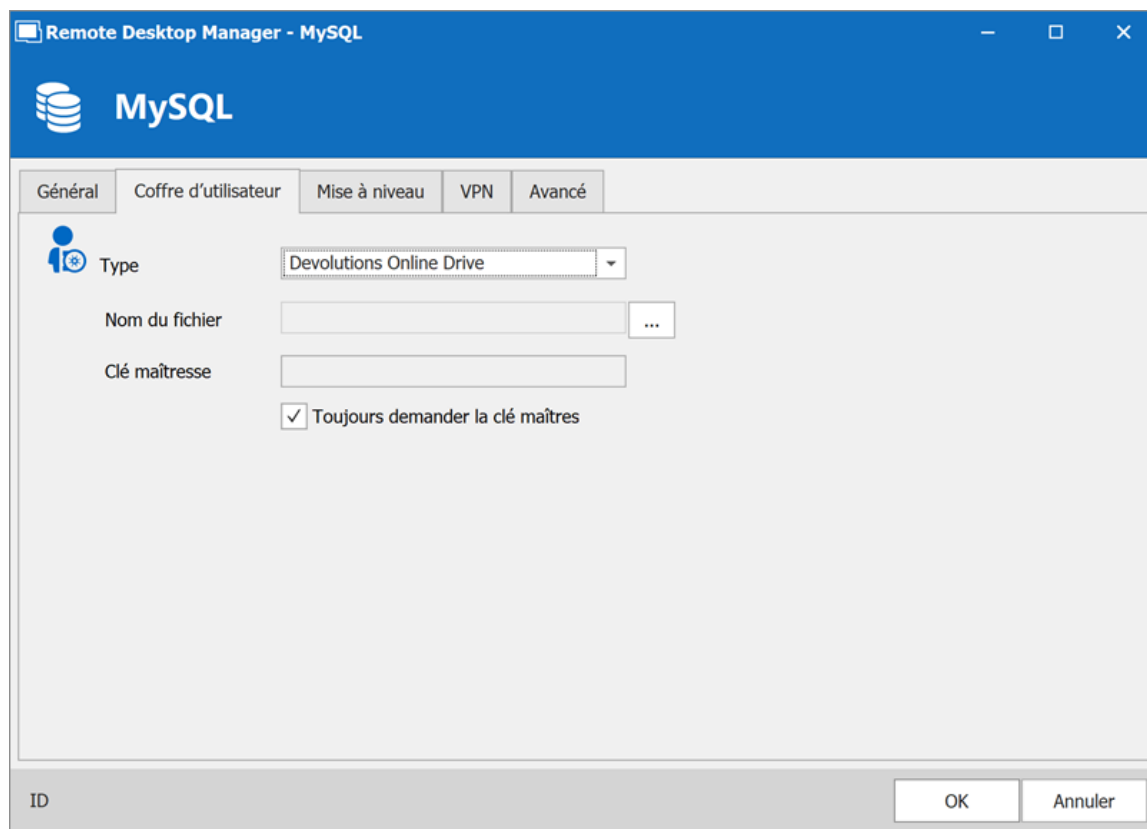 Remote Desktop Manager - MySQL
MySQL
Général Coffre d'utilisateur Mise à niveau VPN Avancé
Type Devolutions Online Drive
Nom du fichier ...
Clé maîtresse
Toujours demander la clé maîtres
ID OK Annuler